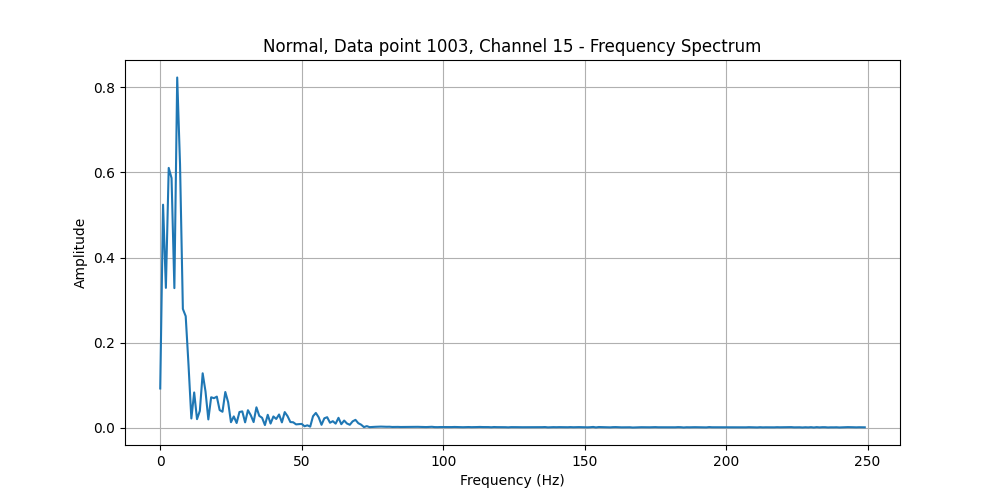 Normal, Data point 1003, Channel 15 - Frequency Spectrum
0.8
0.6
0.4
0.2
0.0
Amplitude
0 50 100 150 200 250
Frequency (Hz)